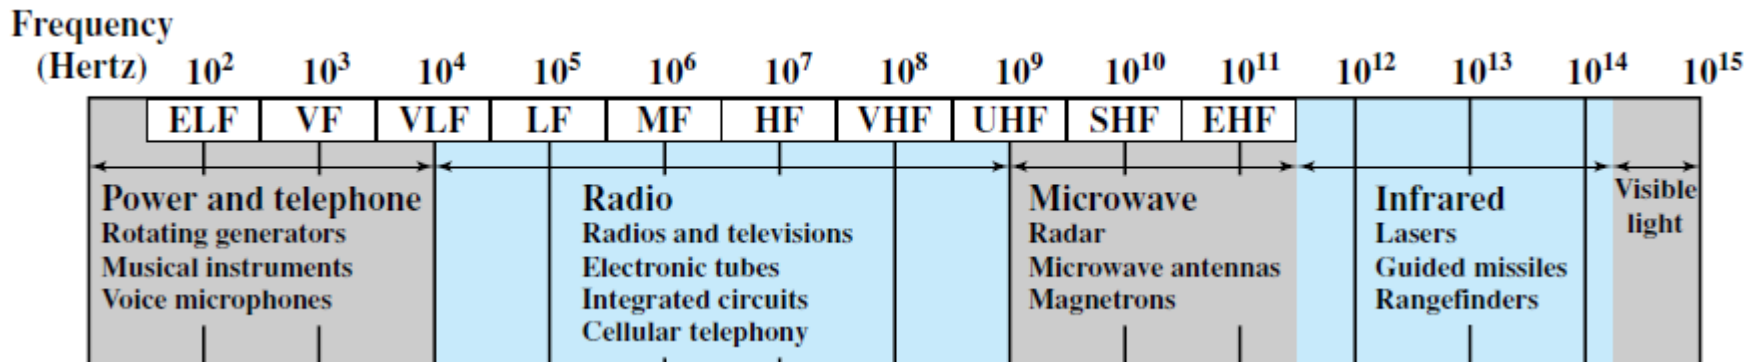 Frequency
(Hertz) 10² 10³ 10⁴ 10⁵ 10⁶ 10⁷ 10⁸ 10⁹ 10¹⁰ 10¹¹ 10¹² 10¹³ 10¹⁴ 10¹⁵
ELF VF VLF LF MF HF VHF UHF SHF EHF
Power and telephone
Rotating generators
Musical instruments
Voice microphones
Radio
Radios and televisions
Electronic tubes
Integrated circuits
Cellular telephony
Microwave
Radar
Microwave antennas
Magnetrons
Infrared
Lasers
Guided missiles
Rangefinders
Visible
light